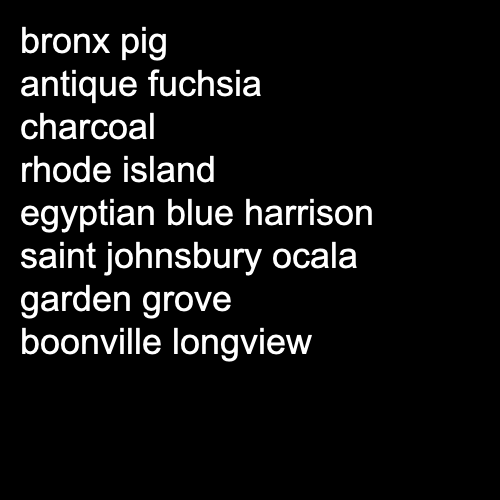 bronx pig
antique fuchsia
charcoal
rhode island
egyptian blue harrison
saint johnsbury ocala
garden grove
boonville longview